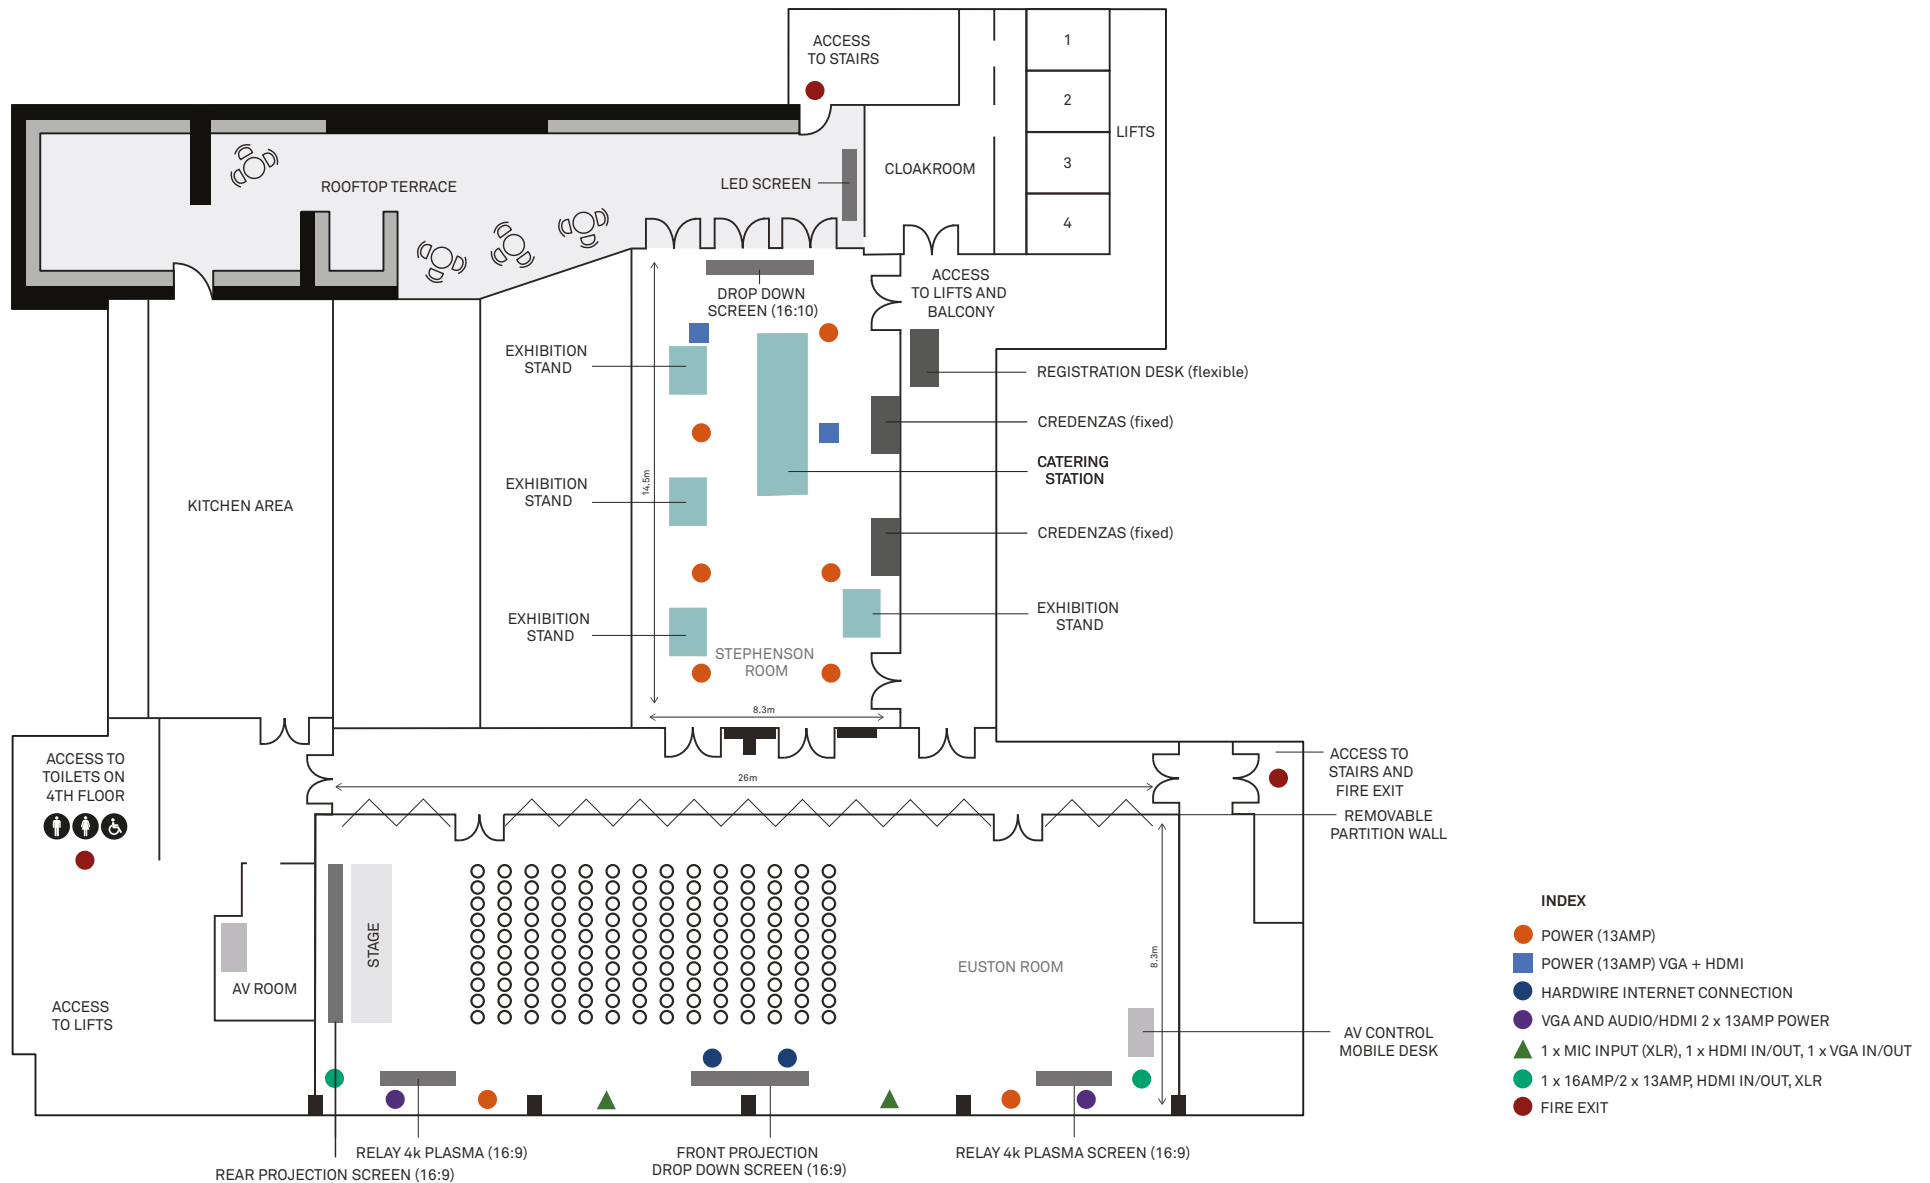 ACCESS
TO STAIRS
1
2
3
4
LIFTS
CLOAKROOM
ROOFTOP TERRACE
LED SCREEN
DROP DOWN
SCREEN (16:10)
ACCESS
TO LIFTS AND
BALCONY
EXHIBITION
STAND
REGISTRATION DESK (flexible)
CREDENZAS (fixed)
CATERING
STATION
EXHIBITION
STAND
14.5m
KITCHEN AREA
CREDENZAS (fixed)
EXHIBITION
STAND
EXHIBITION
STAND
STEPHENSON
ROOM
8.3m
ACCESS TO
TOILETS ON
4TH FLOOR
26m
ACCESS TO
STAIRS AND
FIRE EXIT
REMOVABLE
PARTITION WALL
STAGE
EUSTON ROOM
8.3m
AV ROOM
ACCESS
TO LIFTS
AV CONTROL
MOBILE DESK
RELAY 4k PLASMA (16:9)
REAR PROJECTION SCREEN (16:9)
FRONT PROJECTION
DROP DOWN SCREEN (16:9)
RELAY 4k PLASMA SCREEN (16:9)
INDEX
POWER (13AMP)
POWER (13AMP) VGA + HDMI
HARDWIRE INTERNET CONNECTION
VGA AND AUDIO/HDMI 2 x 13AMP POWER
1 x MIC INPUT (XLR), 1 x HDMI IN/OUT, 1 x VGA IN/OUT
1 x 16AMP/2 x 13AMP, HDMI IN/OUT, XLR
FIRE EXIT